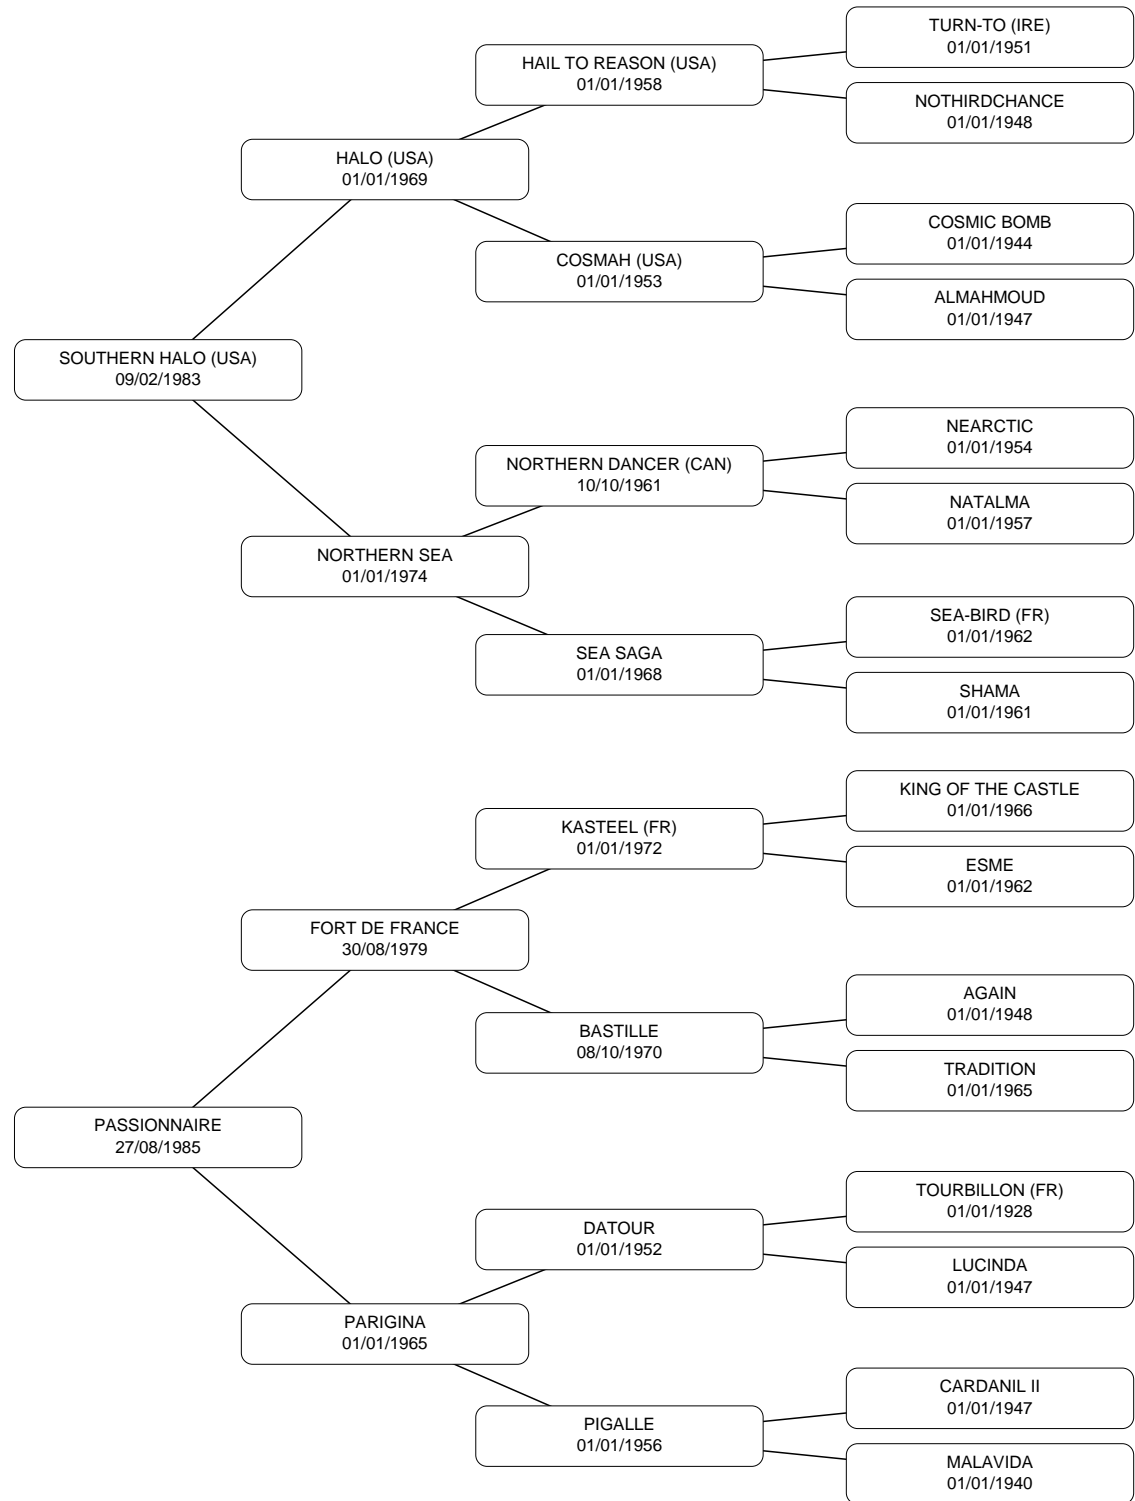 TURN-TO (IRE)
01/01/1951
HAIL TO REASON (USA)
01/01/1958
NOTHIRDCHANCE
01/01/1948
HALO (USA)
01/01/1969
COSMIC BOMB
01/01/1944
COSMAH (USA)
01/01/1953
ALMAHMOUD
01/01/1947
SOUTHERN HALO (USA)
09/02/1983
NEARCTIC
01/01/1954
NORTHERN DANCER (CAN)
10/10/1961
NATALMA
01/01/1957
NORTHERN SEA
01/01/1974
SEA-BIRD (FR)
01/01/1962
SEA SAGA
01/01/1968
SHAMA
01/01/1961
KING OF THE CASTLE
01/01/1966
KASTEEL (FR)
01/01/1972
ESME
01/01/1962
FORT DE FRANCE
30/08/1979
AGAIN
01/01/1948
BASTILLE
08/10/1970
TRADITION
01/01/1965
PASSIONNAIRE
27/08/1985
TOURBILLON (FR)
01/01/1928
DATOUR
01/01/1952
LUCINDA
01/01/1947
PARIGINA
01/01/1965
CARDANIL II
01/01/1947
PIGALLE
01/01/1956
MALAVIDA
01/01/1940